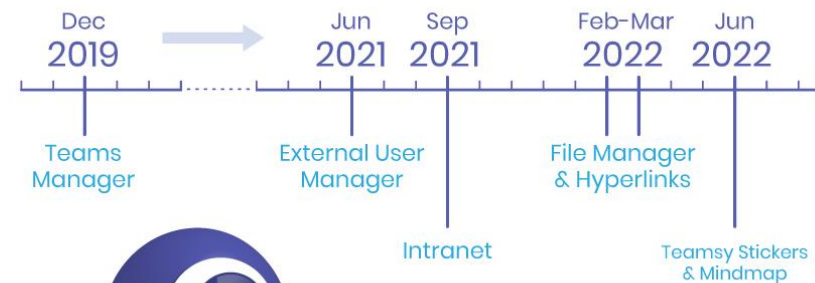 Dec
2019
Jun
2021
Sep
2021
Feb-Mar
2022
Jun
2022
Teams
Manager
External User
Manager
File Manager
& Hyperlinks
Intranet
Teamsy Stickers
& Mindmap